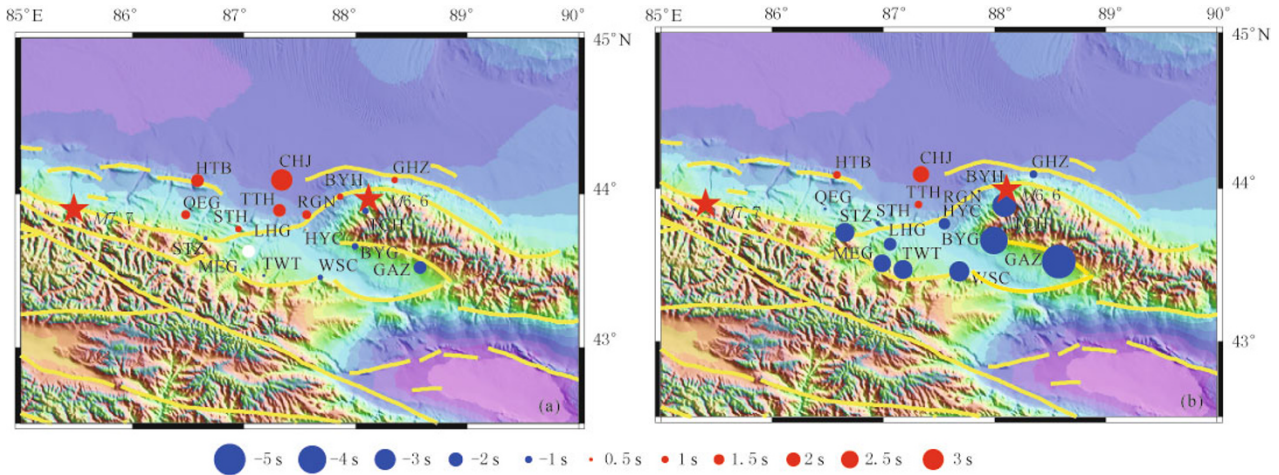 85°E 86° 87° 88° 89° 90°
45°N
HTB CHJ GHZ
BYH
QEG TTH RGN M6.6
M7.7 STH
LHG
STZ HYC
BYG
MEG TWT WSC GAZ
44°
43°
(a)
85°E 86° 87° 88° 89° 90°
45°N
HTB CHJ GHZ
BYH
QEG TTH RGN M6.6
STZ STH HYC
LHG
BYG
MEG TWT GAZ
WSC
44°
43°
(b)
−5 s −4 s −3 s −2 s −1 s 0.5 s 1 s 1.5 s 2 s 2.5 s 3 s